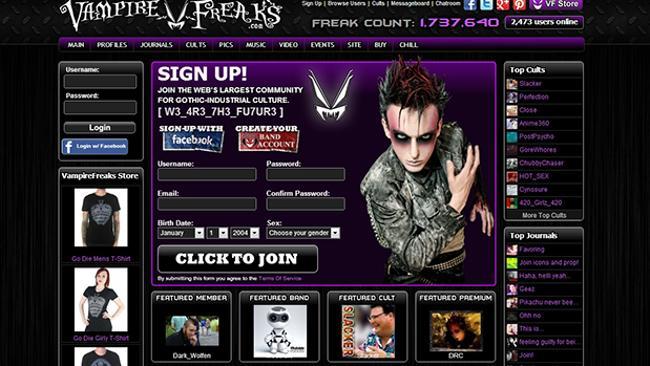 VAMPIRE FREAKS
.com
Sign Up | Browse Users | Cults | Messageboard | Chatroom
VF Store
FREAK COUNT: 1,737,640
2,473 users online
MAIN PROFILES JOURNALS CULTS PICS MUSIC VIDEO EVENTS SITE BUY CHILL
Username:
Password:
Login
Login w/ Facebook
VampireFreaks Store
Go Die Mens T-Shirt
Go Die Girly T-Shirt
SIGN UP!
JOIN THE WEB'S LARGEST COMMUNITY
FOR GOTHIC-INDUSTRIAL CULTURE.
[ W3_4R3_7H3_FU7UR3 ]
SIGN-UP WITH
facebook.
CREATE YOUR
BAND ACCOUNT
Username: Password:
Email: Confirm Password:
Birth Date: Sex:
January 1 2004 Choose your gender
CLICK TO JOIN
By submitting this form you agree to the Terms Of Service
FEATURED MEMBER
Dark_Wolfen
FEATURED BAND
FEATURED CULT
SLACKER
FEATURED PREMIUM
DRC
Top Cults
Slacker
Perfection
Close
Anime360
PostPsycho
GoreWhores
ChubbyChaser
HOT_SEX
Cynosure
420_Girlz_420
More Top Cults
Top Journals
Favoring
Join icons and prop!
Haha, hell yeah..
Geez
Pikachu never bee...
Ohh no
This is...
feeling guilty for bei...
Join!